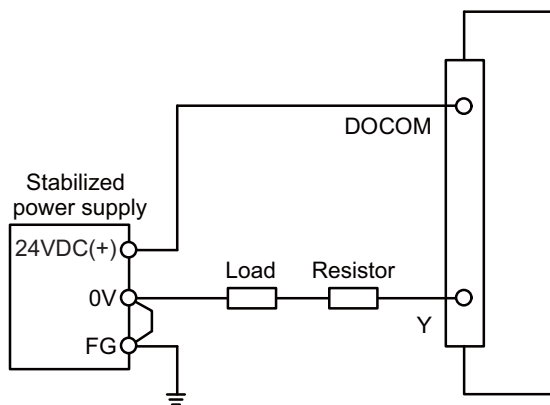 DOCOM
Stabilized
power supply
24VDC(+)
Load
Resistor
0V
Y
FG